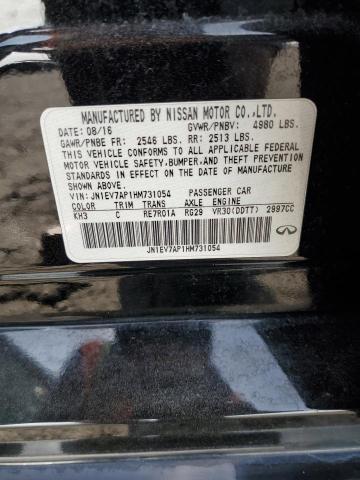 MANUFACTURED BY NISSAN MOTOR CO.,LTD.
DATE: 08/16 GVWR/PNBV: 4980 LBS.
GAWR/PNBE FR: 2546 LBS. RR: 2513 LBS.
THIS VEHICLE CONFORMS TO ALL APPLICABLE FEDERAL
MOTOR VEHICLE SAFETY, BUMPER, AND THEFT PREVENTION
STANDARDS IN EFFECT ON THE DATE OF MANUFACTURE
SHOWN ABOVE.
VIN: JN1EV7AP1HM731054 PASSENGER CAR
COLOR TRIM TRANS AXLE ENGINE
KH3 C RE7R01A RG29 VR30(DDTT) 2997CC
JN1EV7AP1HM731054
INFINITI